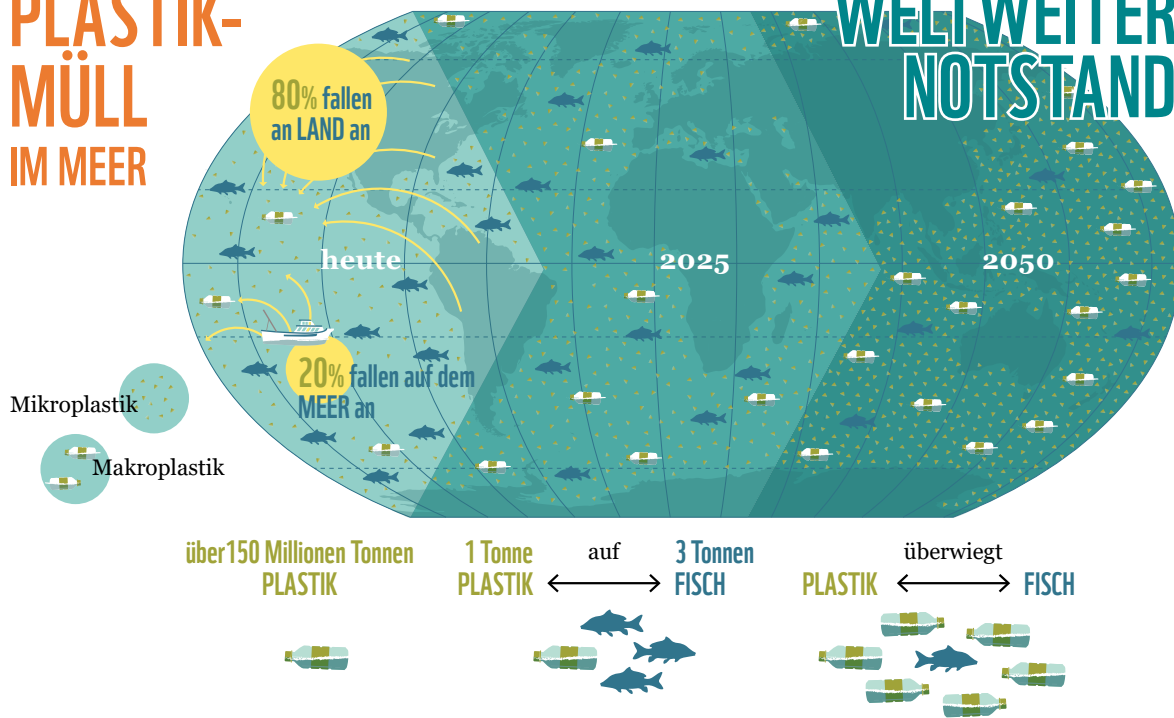 PLASTIK-
MÜLL
IM MEER
WELTWEITER
NOTSTAND
80% fallen
an LAND an
heute
2025
2050
20% fallen auf dem
MEER an
Mikroplastik
Makroplastik
über150 Millionen Tonnen
PLASTIK
1 Tonne
PLASTIK
auf
3 Tonnen
FISCH
überwiegt
PLASTIK
FISCH